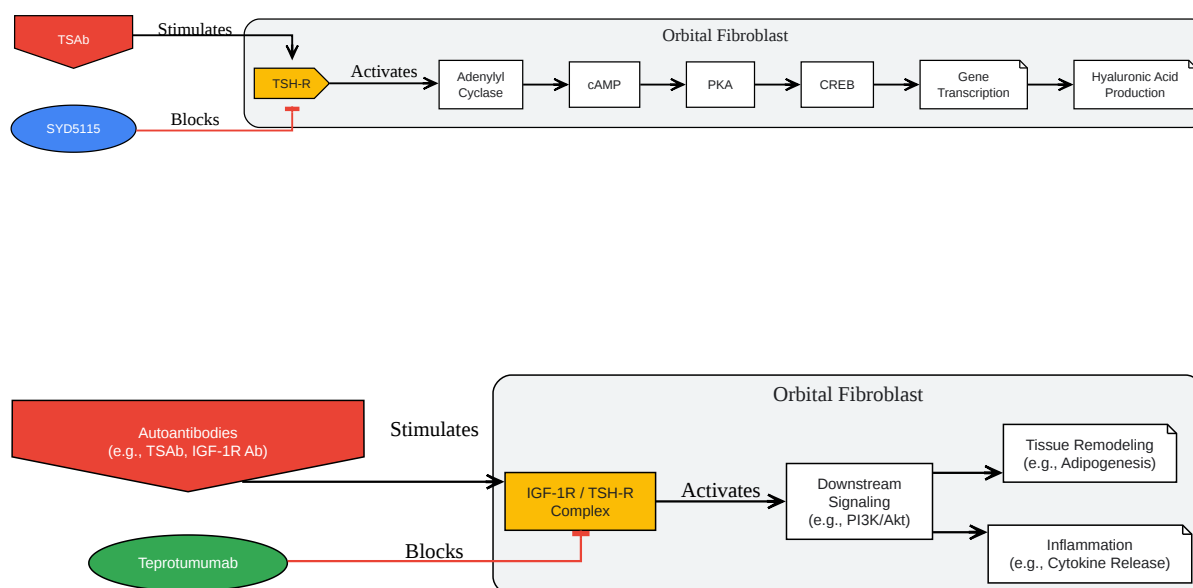 Orbital Fibroblast
TSAb
Stimulates
TSH-R
Activates
Adenylyl
Cyclase
cAMP
PKA
CREB
Gene
Transcription
Hyaluronic Acid
Production
SYD5115
Blocks
Orbital Fibroblast
Autoantibodies
(e.g., TSAb, IGF-1R Ab)
Stimulates
IGF-1R / TSH-R
Complex
Activates
Downstream
Signaling
(e.g., PI3K/Akt)
Tissue Remodeling
(e.g., Adipogenesis)
Inflammation
(e.g., Cytokine Release)
Teprotumumab
Blocks